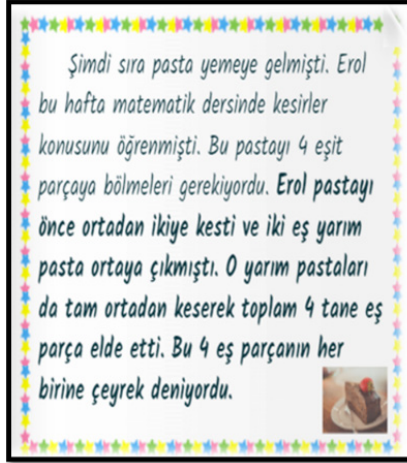 Şimdi sıra pasta yemeye gelmişti. Erol
bu hafta matematik dersinde kesirler
konusunu öğrenmişti. Bu pastayı 4 eşit
parçaya bölmeleri gerekiyordu. Erol pastayı
önce ortadan ikiye kesti ve iki eş yarım
pasta ortaya çıkmıştı. O yarım pastaları
da tam ortadan keserek toplam 4 tane eş
parça elde etti. Bu 4 eş parçanın her
birine çeyrek deniyordu.